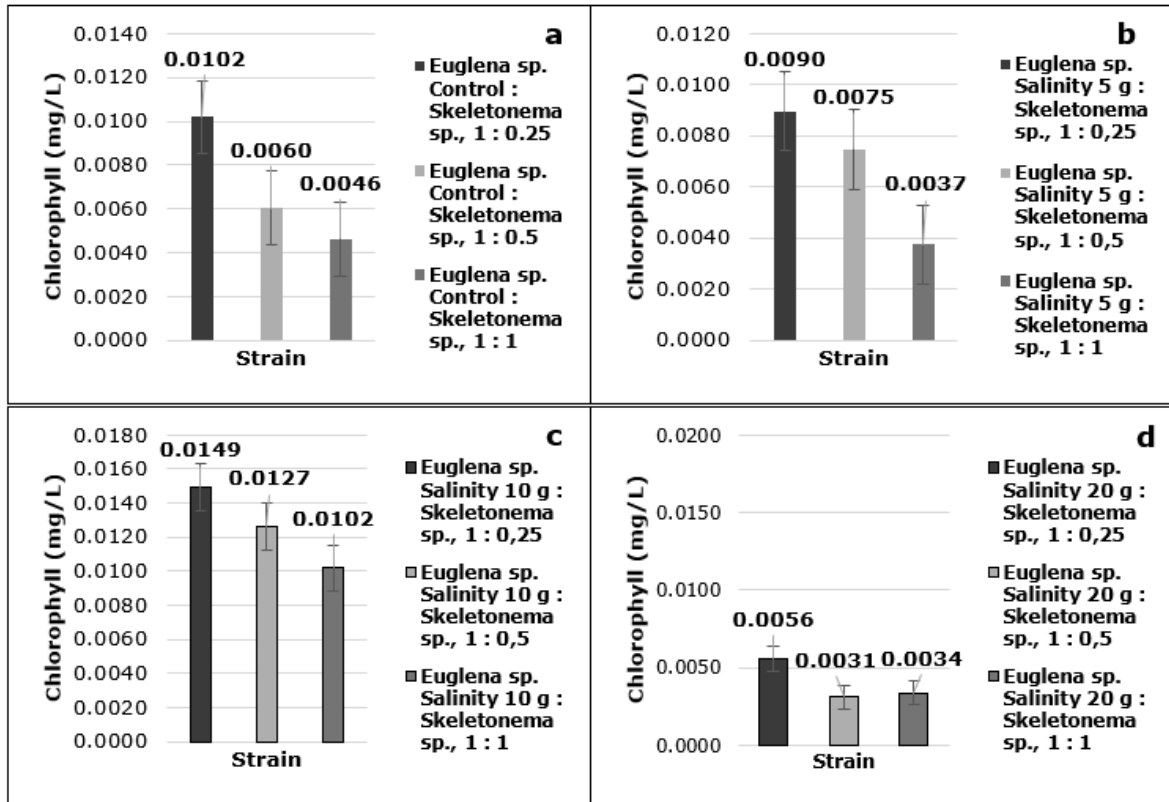 a
0.0140
0.0120
0.0100
0.0080
0.0060
0.0040
0.0020
0.0000
Chlorophyll (mg/L)
0.0102
0.0060
0.0046
Strain
Euglena sp.
Control :
Skeletonema
sp., 1 : 0.25
Euglena sp.
Control :
Skeletonema
sp., 1 : 0.5
Euglena sp.
Control :
Skeletonema
sp., 1 : 1
b
0.0120
0.0100
0.0080
0.0060
0.0040
0.0020
0.0000
Chlorophyll (mg/L)
0.0090
0.0075
0.0037
Strain
Euglena sp.
Salinity 5 g :
Skeletonema
sp., 1 : 0,25
Euglena sp.
Salinity 5 g :
Skeletonema
sp., 1 : 0,5
Euglena sp.
Salinity 5 g :
Skeletonema
sp., 1 : 1
c
0.0180
0.0160
0.0140
0.0120
0.0100
0.0080
0.0060
0.0040
0.0020
0.0000
Chlorophyll (mg/L)
0.0149
0.0127
0.0102
Strain
Euglena sp.
Salinity 10 g :
Skeletonema
sp., 1 : 0,25
Euglena sp.
Salinity 10 g :
Skeletonema
sp., 1 : 0,5
Euglena sp.
Salinity 10 g :
Skeletonema
sp., 1 : 1
d
0.0200
0.0150
0.0100
0.0050
0.0000
Chlorophyll (mg/L)
0.0056
0.0031
0.0034
Strain
Euglena sp.
Salinity 20 g :
Skeletonema
sp., 1 : 0,25
Euglena sp.
Salinity 20 g :
Skeletonema
sp., 1 : 0,5
Euglena sp.
Salinity 20 g :
Skeletonema
sp., 1 : 1